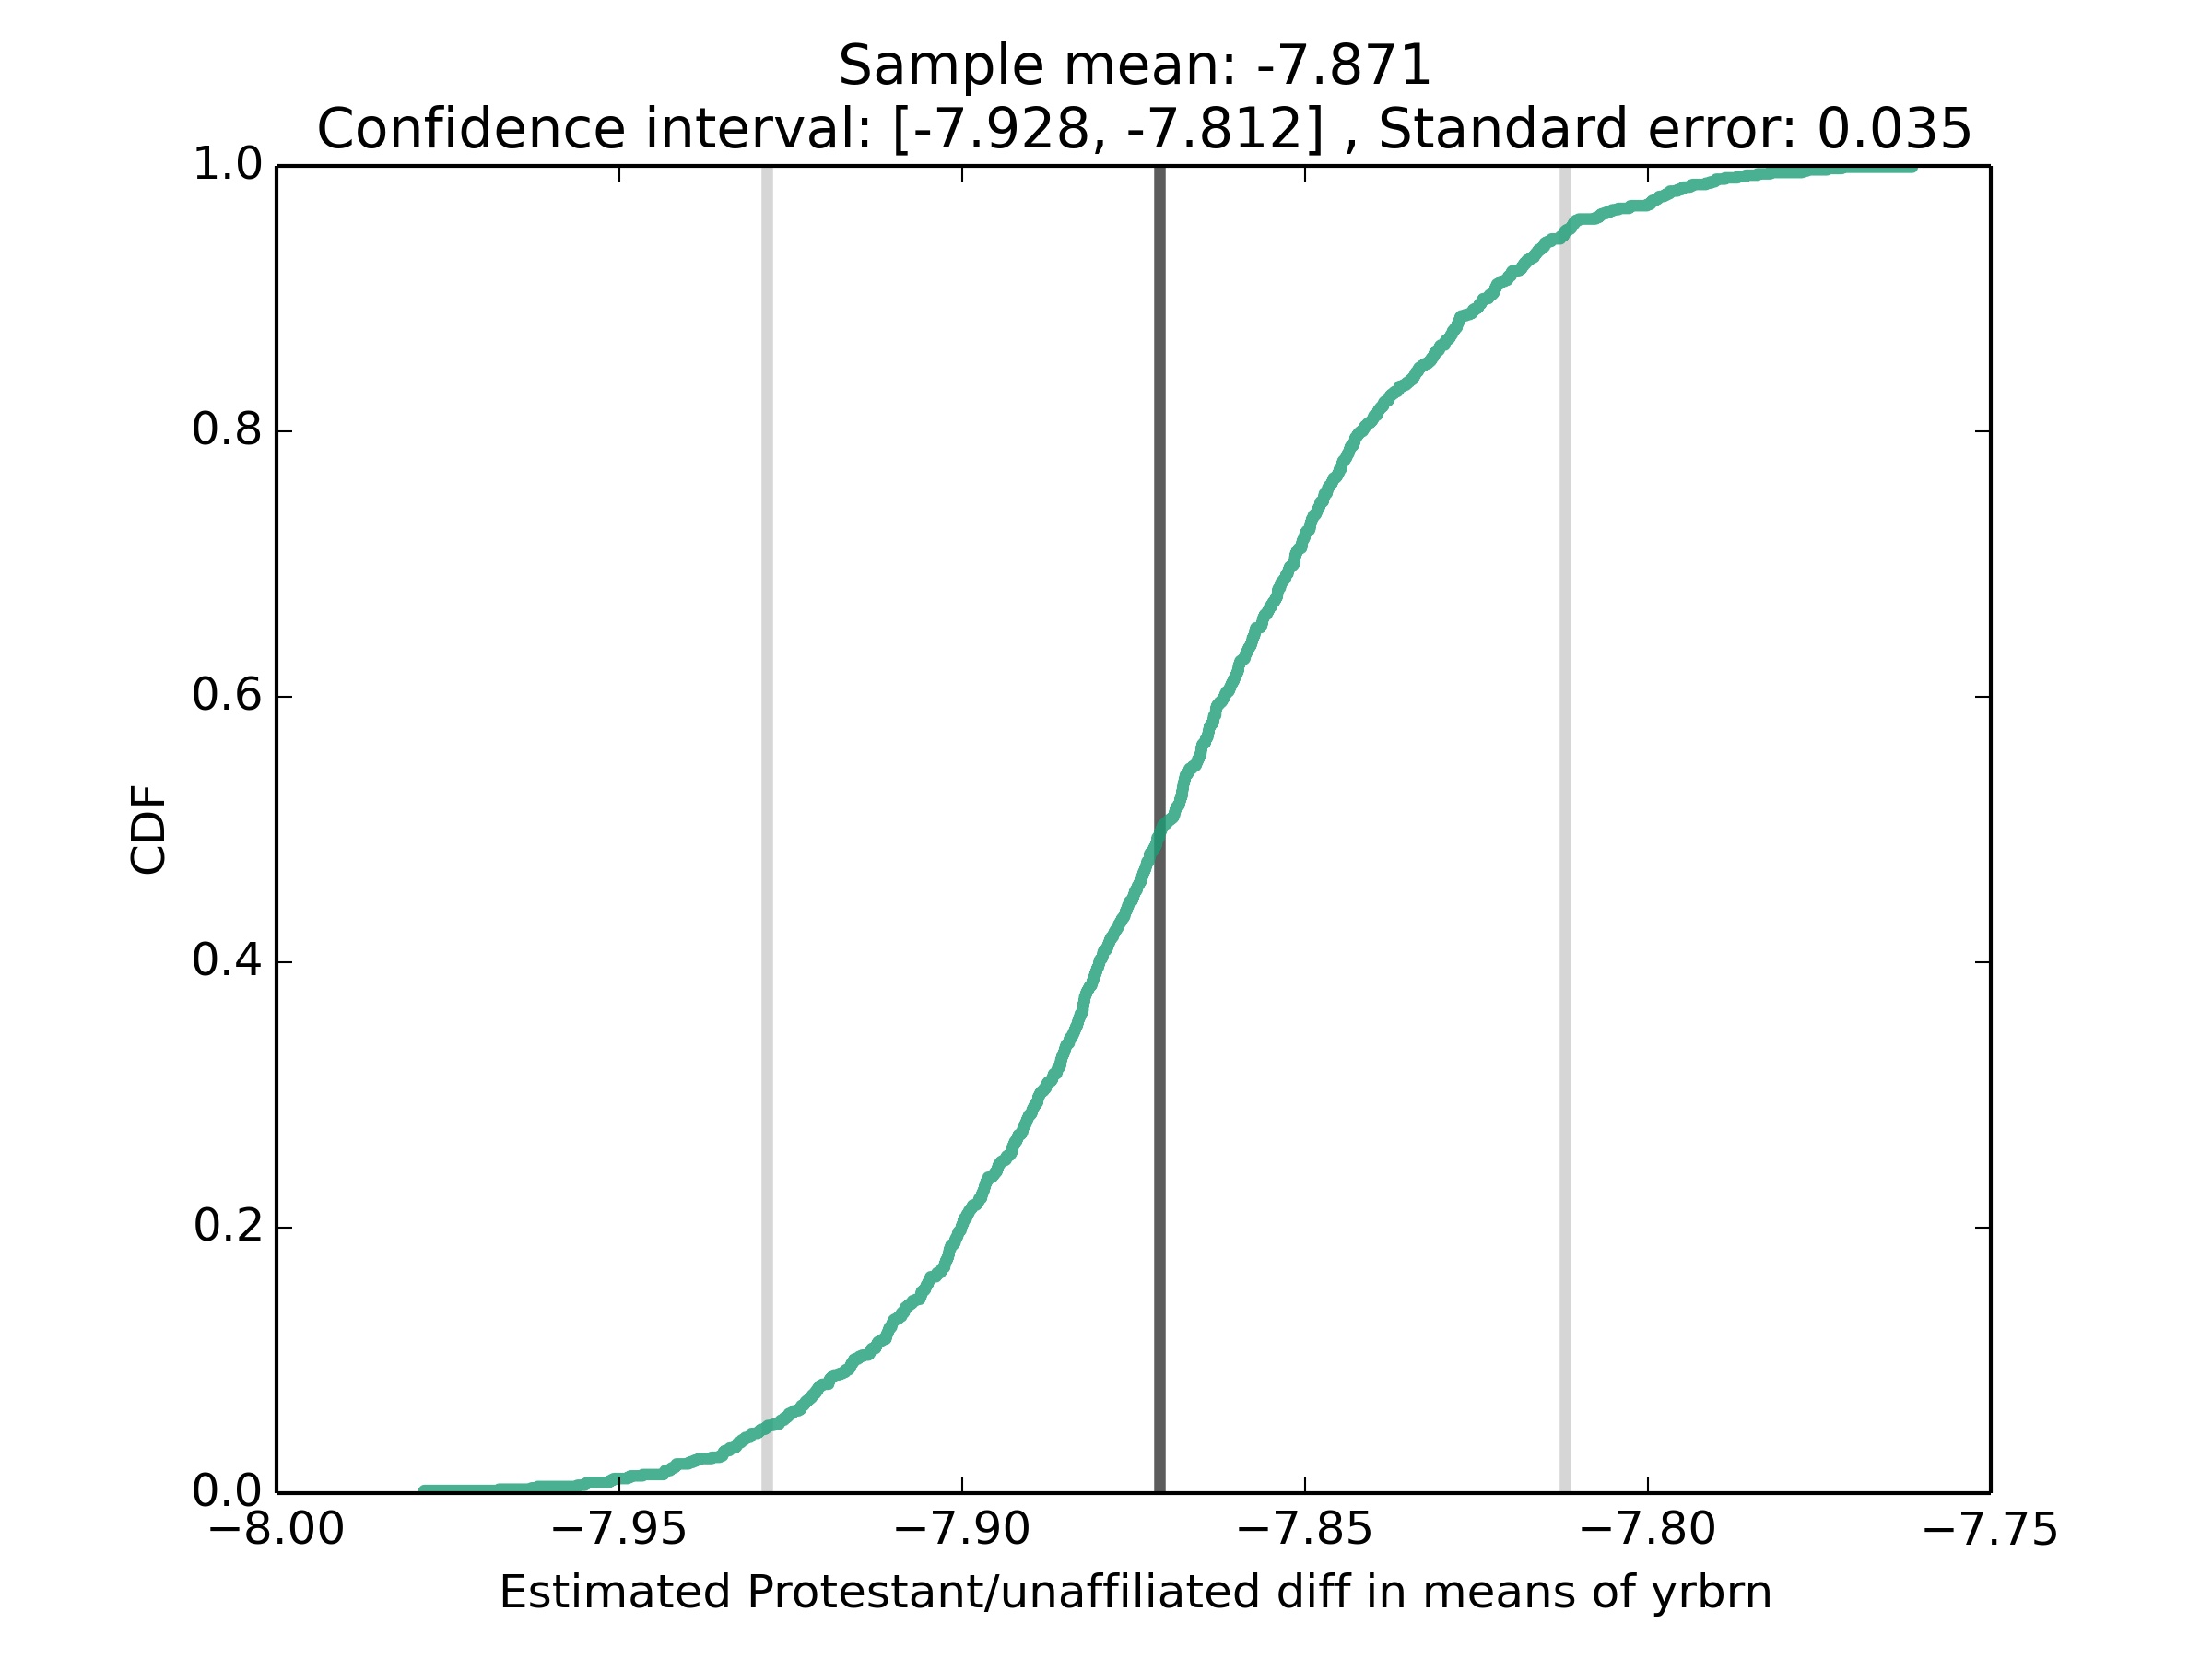 Sample mean: -7.871
Confidence interval: [-7.928, -7.812] , Standard error: 0.035
1.0
0.8
0.6
0.4
0.2
0.0
CDF
−8.00 −7.95 −7.90 −7.85 −7.80 −7.75
Estimated Protestant/unaffiliated diff in means of yrbrn